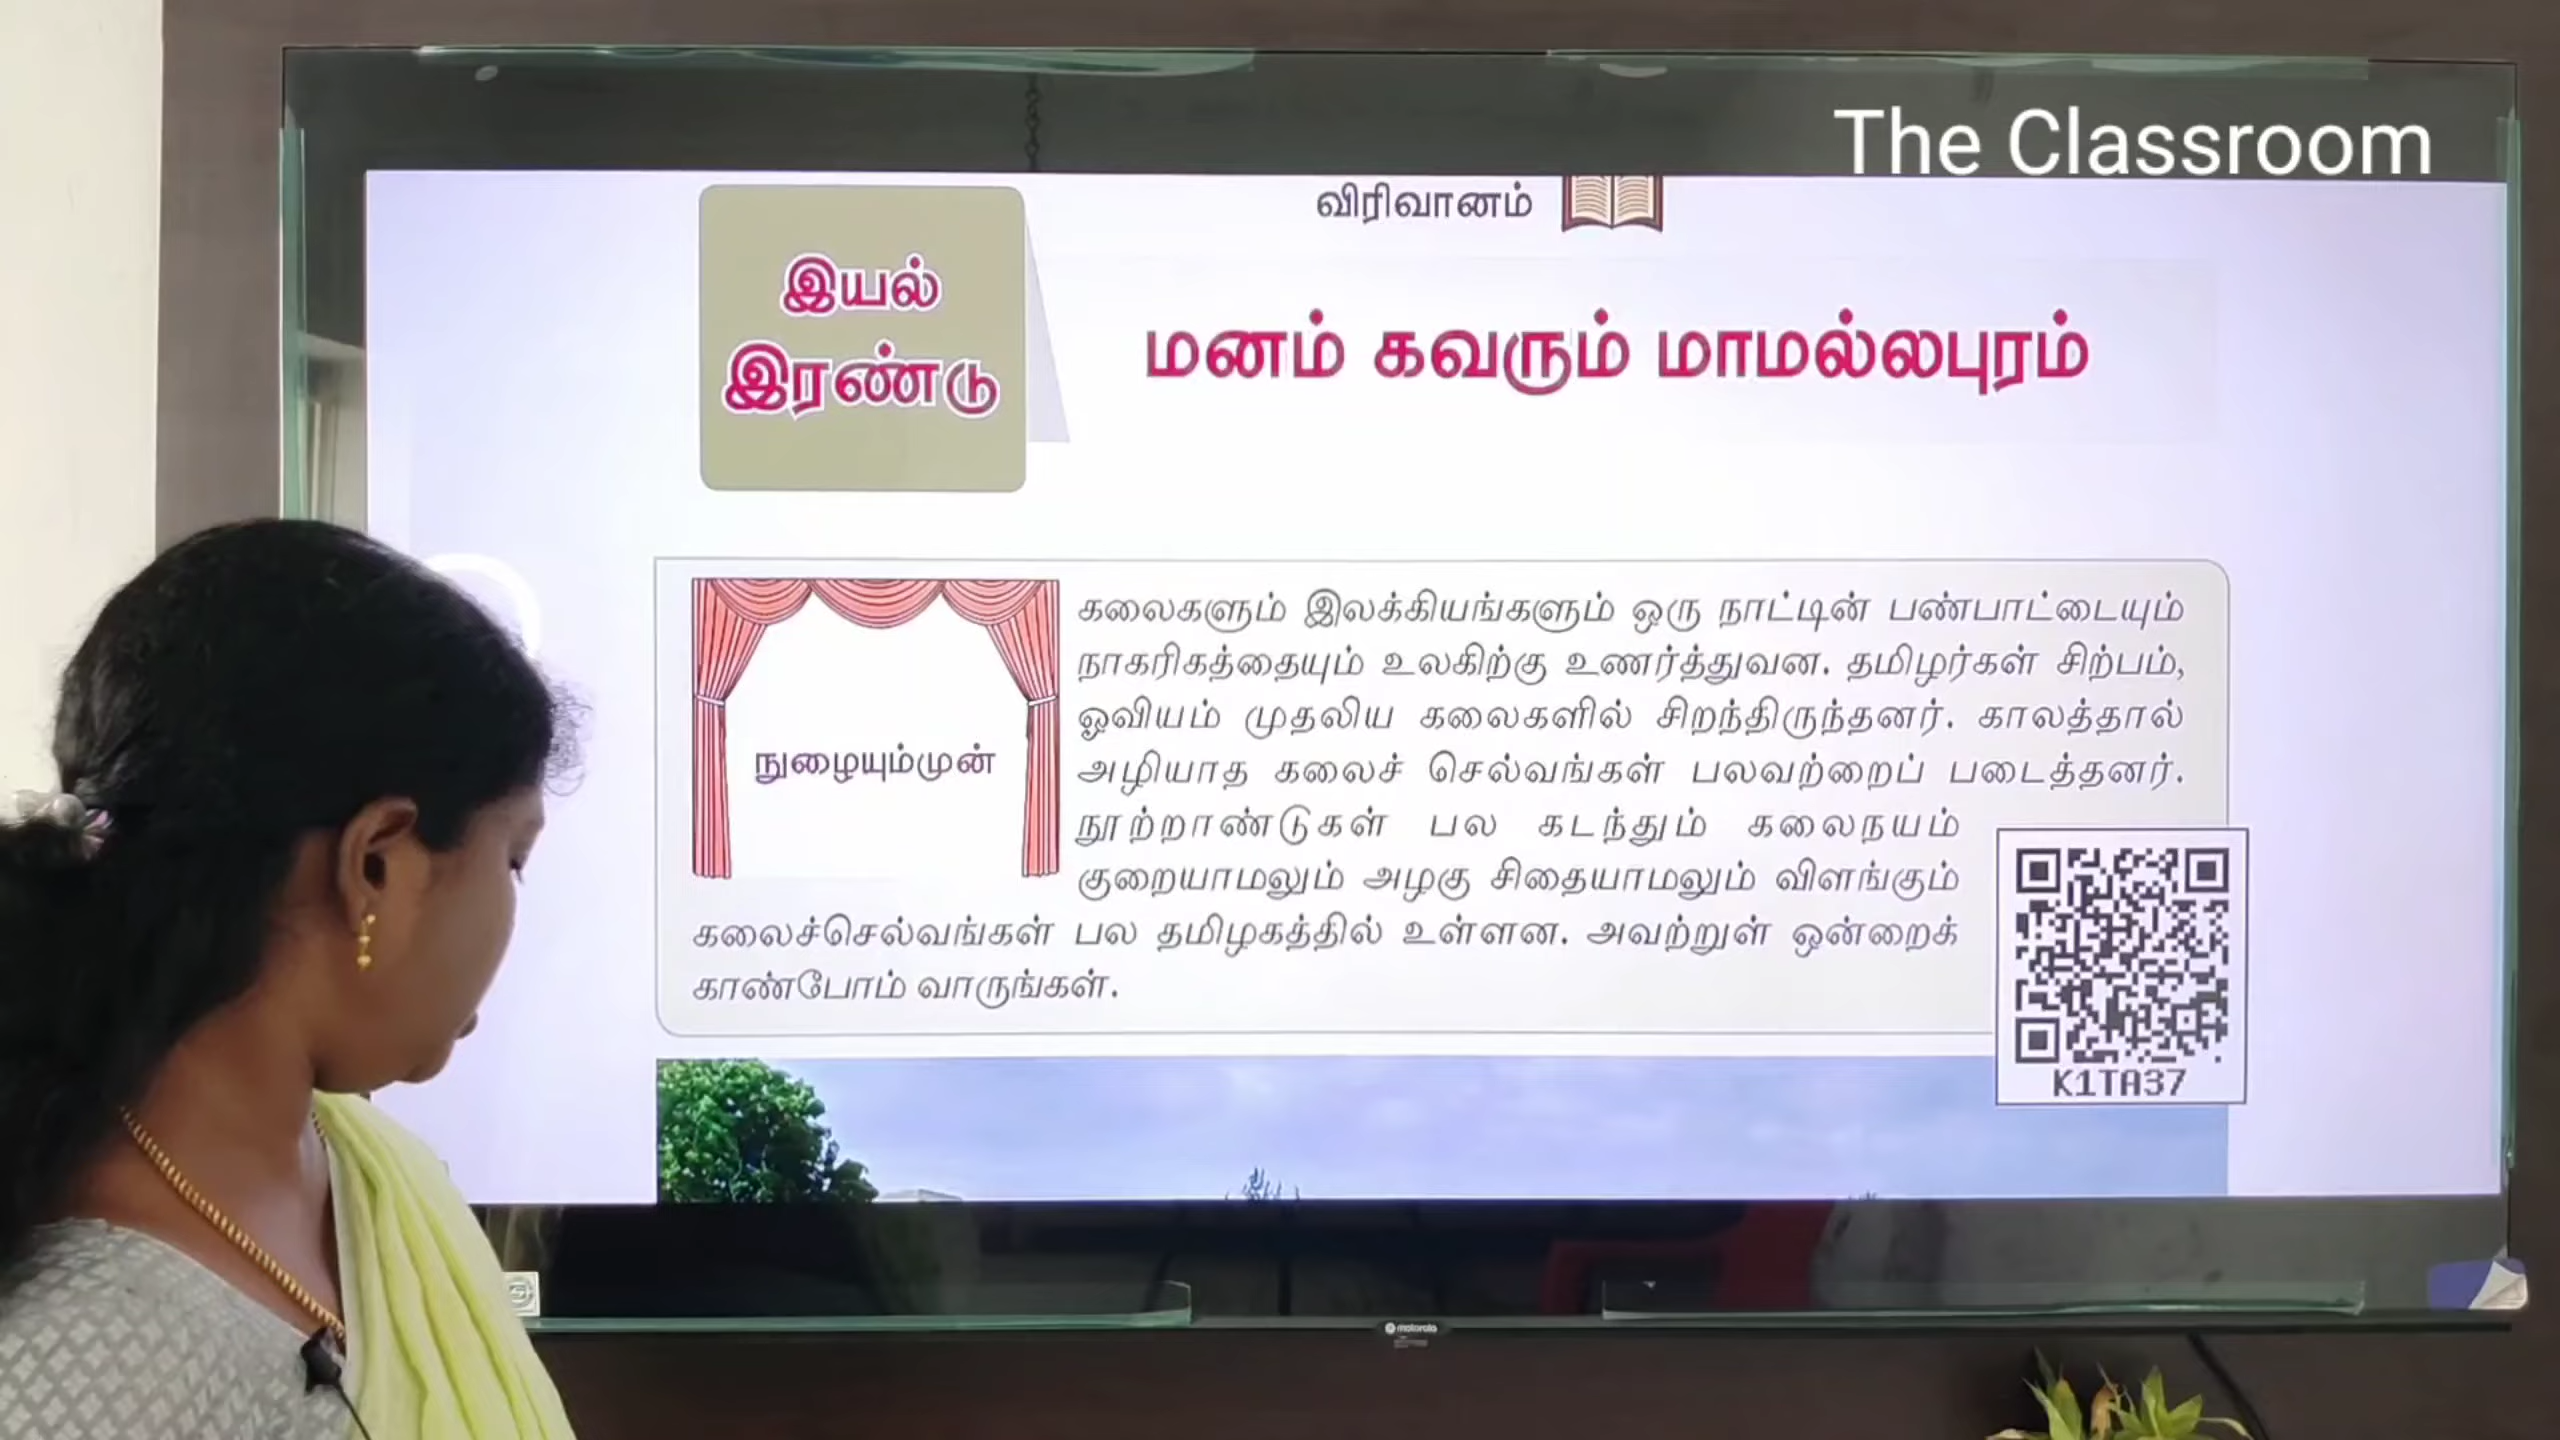 The Classroom
விரிவானம்
இயல்
இரண்டு
மனம் கவரும் மாமல்லபுரம்
நுழையும்முன்
கலைகளும் இலக்கியங்களும் ஒரு நாட்டின் பண்பாட்டையும்
நாகரிகத்தையும் உலகிற்கு உணர்த்துவன. தமிழர்கள் சிற்பம்,
ஓவியம் முதலிய கலைகளில் சிறந்திருந்தனர். காலத்தால்
அழியாத கலைச் செல்வங்கள் பலவற்றைப் படைத்தனர்.
நூற்றாண்டுகள் பல கடந்தும் கலைநயம்
குறையாமலும் அழகு சிதையாமலும் விளங்கும்
கலைச்செல்வங்கள் பல தமிழகத்தில் உள்ளன. அவற்றுள் ஒன்றைக்
காண்போம் வாருங்கள்.
K1TA37
motorola